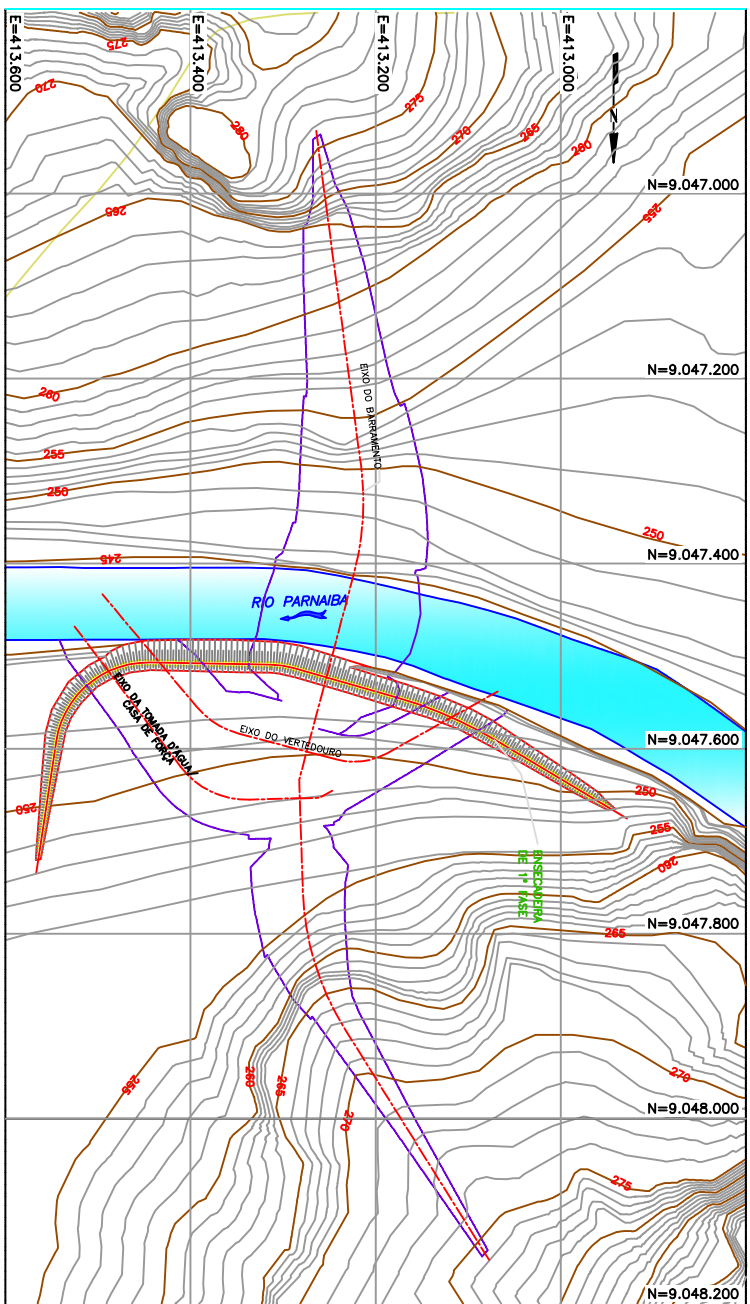 E=413.600
E=413.400
E=413.200
E=413.000
N
275
270
280
275
270
265
260
N=9.047.000
265
255
N=9.047.200
260
EIXO DO BARRAMENTO
255
250
250
245
N=9.047.400
RIO PARNAIBA
EIXO DA TOMADA D'ÁGUA/
CASA DE FORÇA
EIXO DO VERTEDOURO
N=9.047.600
250
250
255
260
ENSECADEIRA
DE 1ª FASE
265
N=9.047.800
255
260
265
270
270
N=9.048.000
275
N=9.048.200